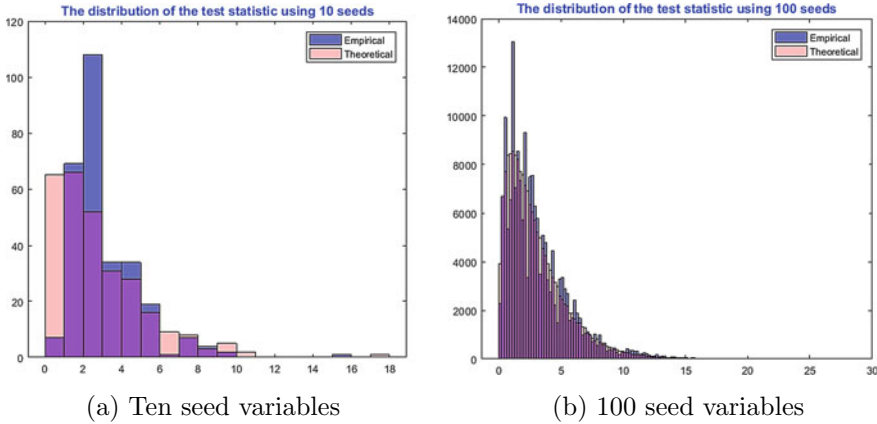 The distribution of the test statistic using 10 seeds
Empirical
Theoretical
120
100
80
60
40
20
0
0 2 4 6 8 10 12 14 16 18
(a) Ten seed variables
The distribution of the test statistic using 100 seeds
Empirical
Theoretical
14000
12000
10000
8000
6000
4000
2000
0
0 5 10 15 20 25 30
(b) 100 seed variables